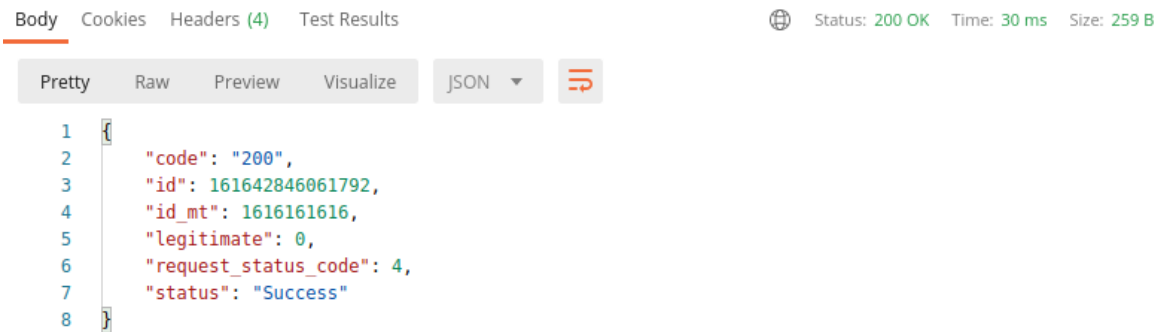 Body Cookies Headers (4) Test Results Status: 200 OK Time: 30 ms Size: 259 B
Pretty Raw Preview Visualize JSON
1 {
2 "code": "200",
3 "id": 161642846061792,
4 "id_mt": 1616161616,
5 "legitimate": 0,
6 "request_status_code": 4,
7 "status": "Success"
8 }